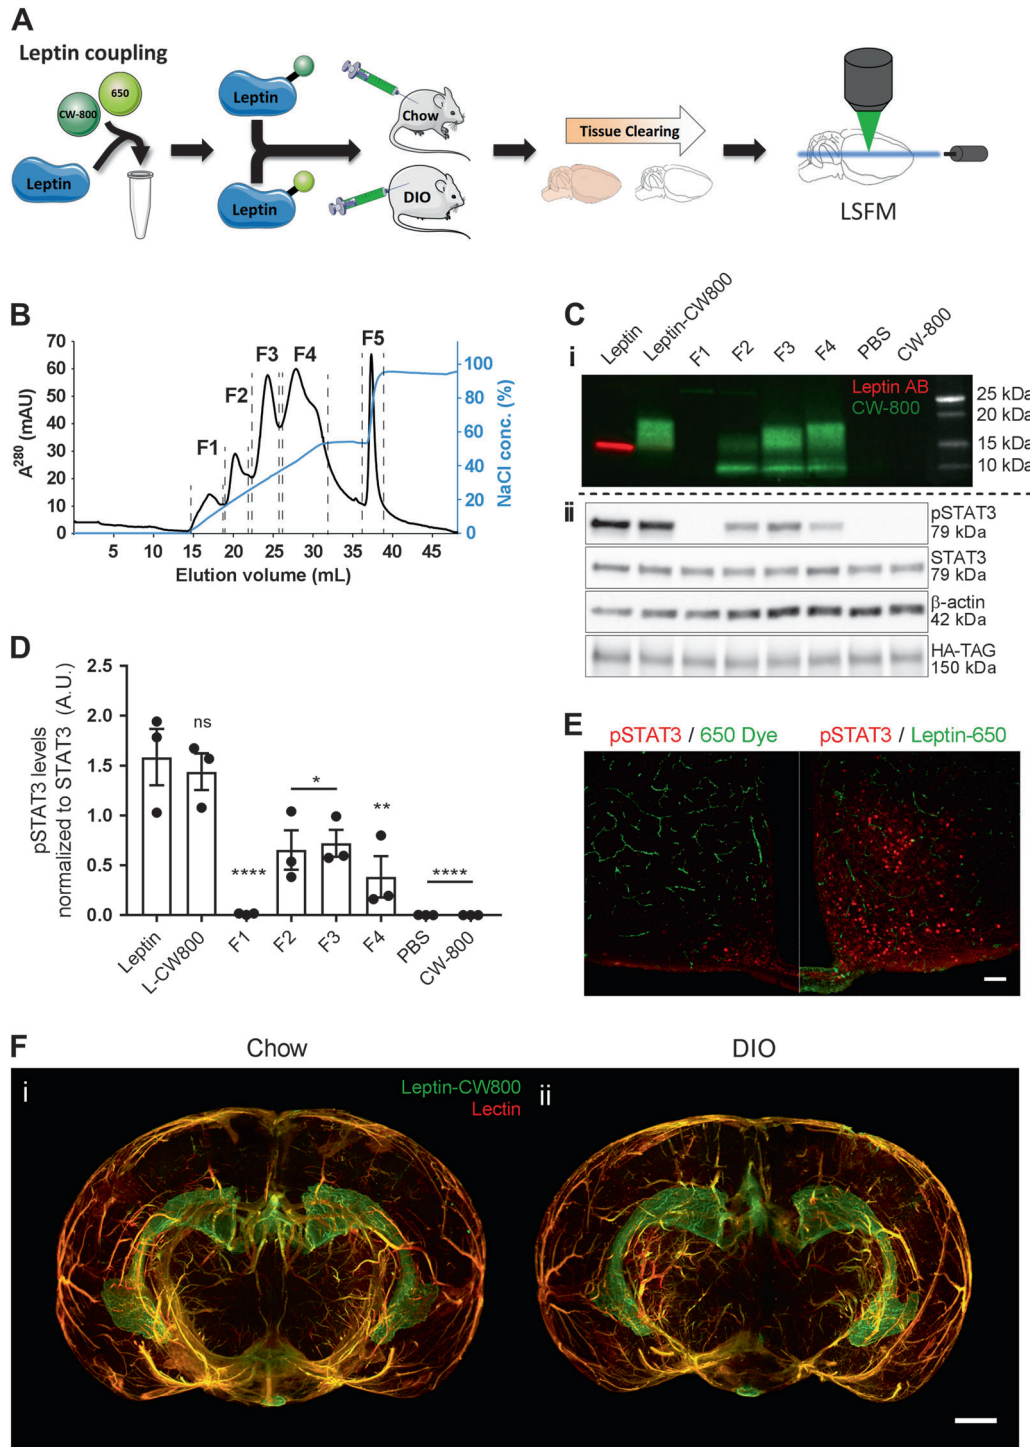 A
Leptin coupling
CW-800
650
Leptin
Leptin
Leptin
Chow
DIO
Tissue Clearing
LSFM
B
F1
F2
F3
F4
F5
70
60
50
40
30
20
10
0
A280 (mAU)
100
80
60
40
20
0
NaCl conc. (%)
5 10 15 20 25 30 35 40 45
Elution volume (mL)
C
i
Leptin
Leptin-CW800
F1
F2
F3
F4
PBS
CW-800
Leptin AB
CW-800
25 kDa
20 kDa
15 kDa
10 kDa
ii
pSTAT3
79 kDa
STAT3
79 kDa
β-actin
42 kDa
HA-TAG
150 kDa
D
pSTAT3 levels
normalized to STAT3 (A.U.)
2.5
2.0
1.5
1.0
0.5
0.0
ns
****
*
**
****
Leptin
L-CW800
F1
F2
F3
F4
PBS
CW-800
E
pSTAT3 / 650 Dye
pSTAT3 / Leptin-650
F
Chow
DIO
i
Leptin-CW800
Lectin
ii